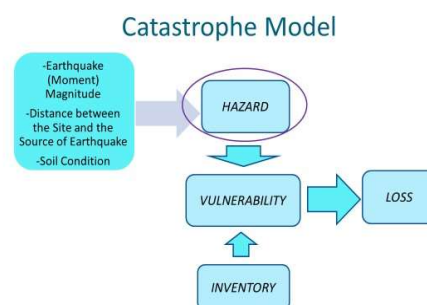 Catastrophe Model
-Earthquake
(Moment)
Magnitude
-Distance between
the Site and the
Source of Earthquake
-Soil Condition
HAZARD
VULNERABILITY
LOSS
INVENTORY